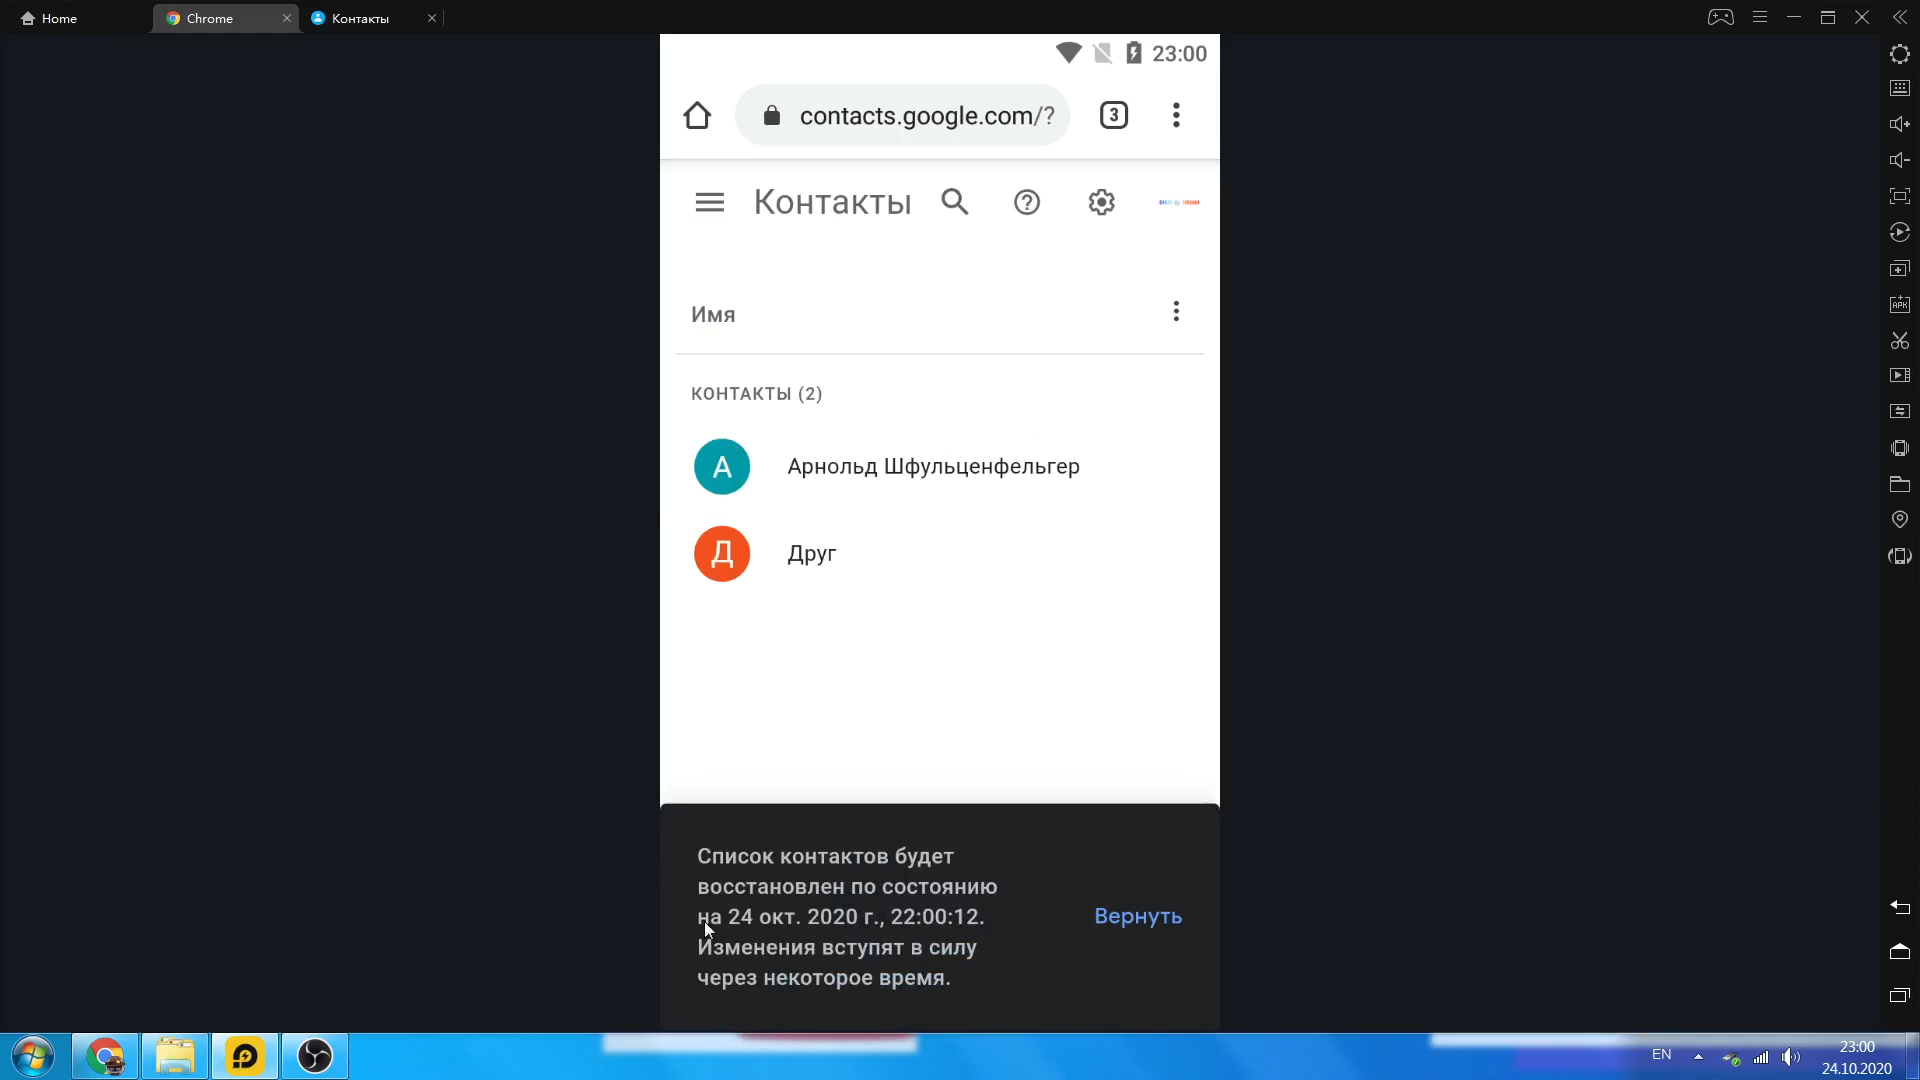 Home
Chrome
Контакты
23:00
contacts.google.com/?
3
Контакты
Имя
КОНТАКТЫ (2)
А
Арнольд Шфульценфельгер
Д
Друг
Список контактов будет
восстановлен по состоянию
на 24 окт. 2020 г., 22:00:12.
Изменения вступят в силу
через некоторое время.
Вернуть
APK
EN
23:00
24.10.2020